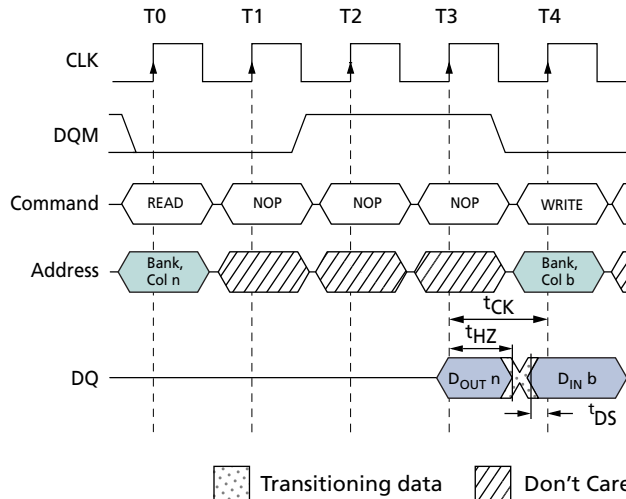 T0 T1 T2 T3 T4
CLK
DQM
Command READ NOP NOP NOP WRITE
Address Bank, Col n Bank, Col b
tCK
tHZ
DQ DOUT n DIN b
tDS
Transitioning data Don't Care